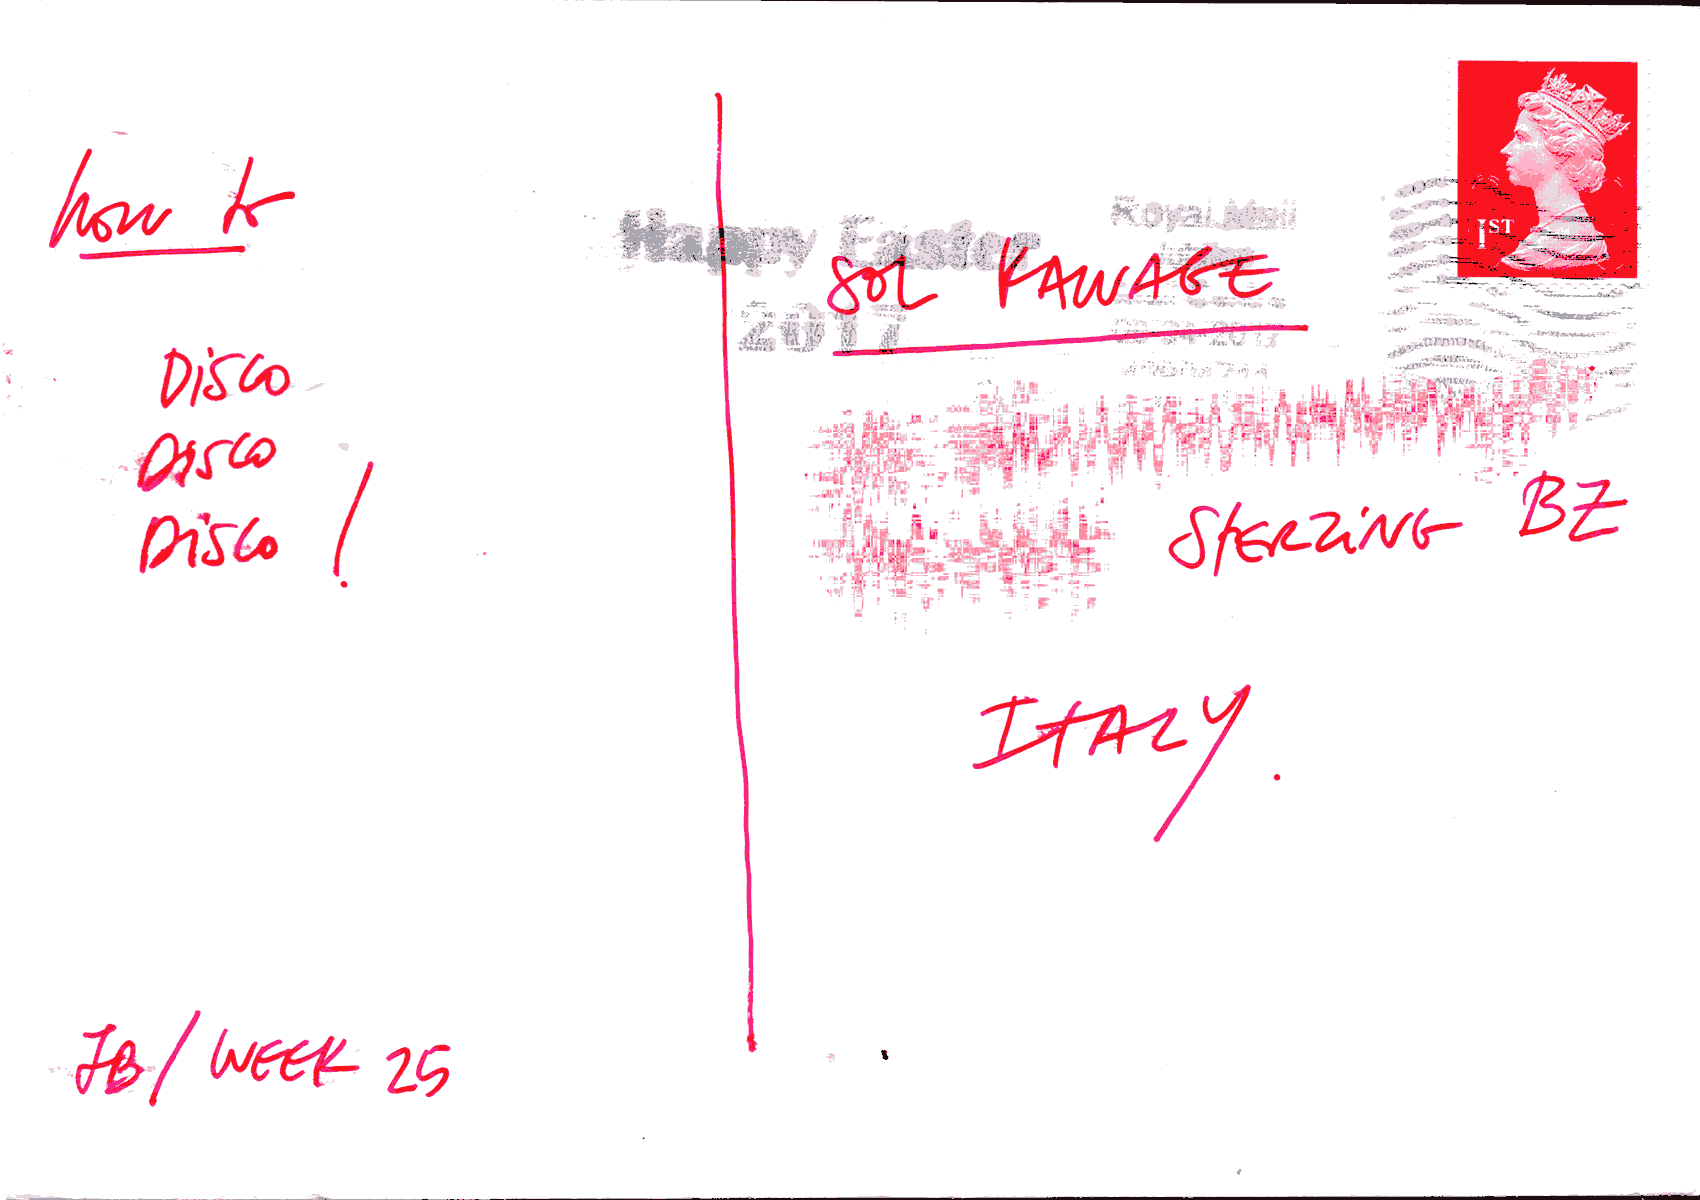 how to
Disco
Disco
Disco!
JB/WEEK 25
Happy Easter
2017
Royal Mail
1ST
SOL KAWAGE
STERZING BZ
ITALY.